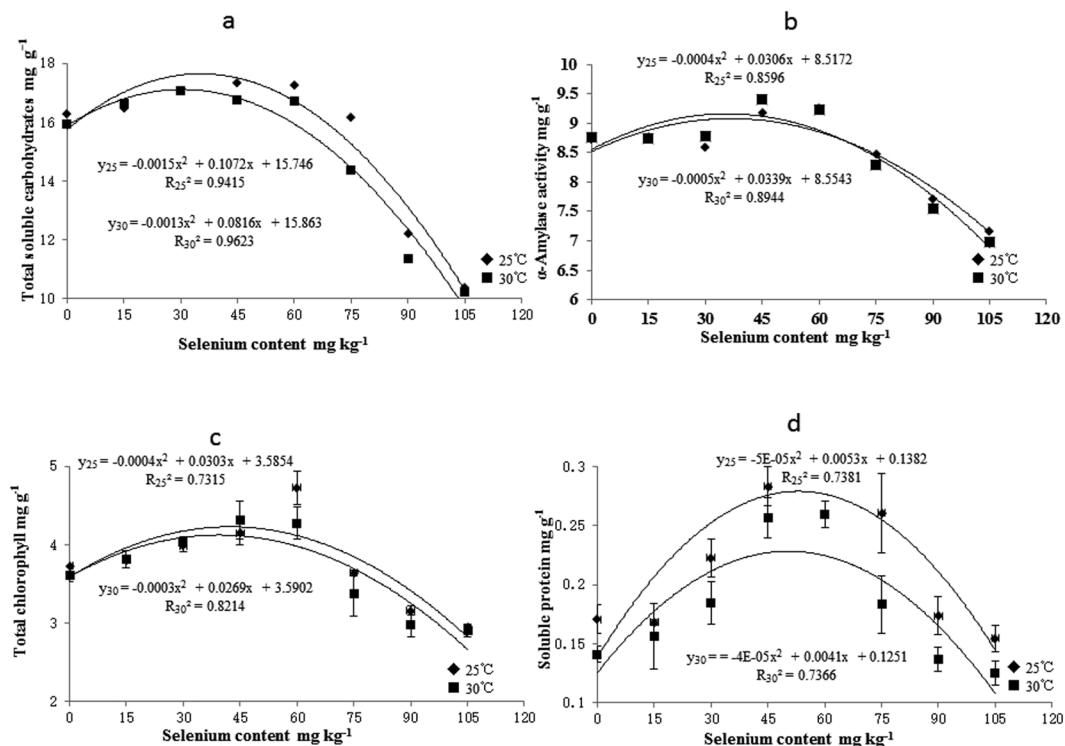 a
Total soluble carbohydrates mg g⁻¹
18
16
14
12
10
y25 = -0.0015x² + 0.1072x + 15.746
R25² = 0.9415
y30 = -0.0013x² + 0.0816x + 15.863
R30² = 0.9623
25℃
30℃
0 15 30 45 60 75 90 105 120
Selenium content mg kg⁻¹
b
α-Amylase activity mg g⁻¹
10
9.5
9
8.5
8
7.5
7
6.5
6
y25 = -0.0004x² + 0.0306x + 8.5172
R25² = 0.8596
y30 = -0.0005x² + 0.0339x + 8.5543
R30² = 0.8944
25℃
30℃
0 15 30 45 60 75 90 105 120
Selenium content mg kg⁻¹
c
Total chlorophyll mg g⁻¹
5
4
3
2
y25 = -0.0004x² + 0.0303x + 3.5854
R25² = 0.7315
y30 = -0.0003x² + 0.0269x + 3.5902
R30² = 0.8214
25℃
30℃
0 15 30 45 60 75 90 105 120
Selenium content mg kg⁻¹
d
Soluble protein mg g⁻¹
0.3
0.25
0.2
0.15
0.1
y25 = -5E-05x² + 0.0053x + 0.1382
R25² = 0.7381
y30 = = -4E-05x² + 0.0041x + 0.1251
R30² = 0.7366
25℃
30℃
0 15 30 45 60 75 90 105 120
Selenium content mg kg⁻¹